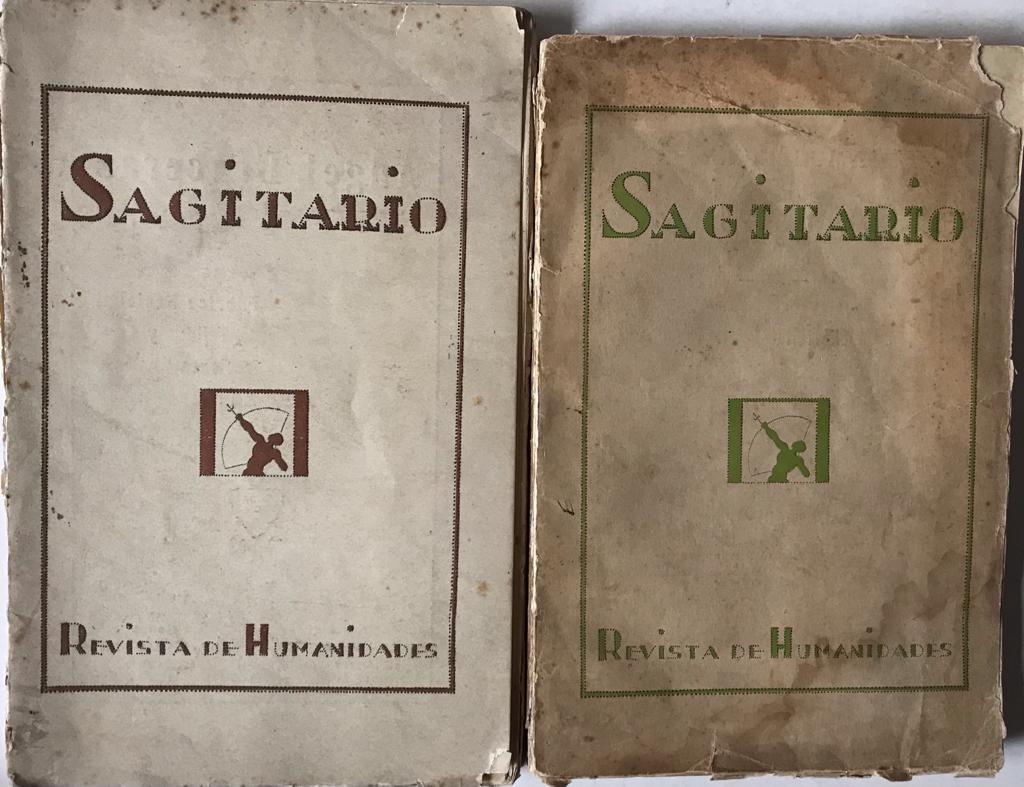 SAGITARIO
REVISTA DE HUMANIDADES
SAGITARIO
REVISTA DE HUMANIDADES